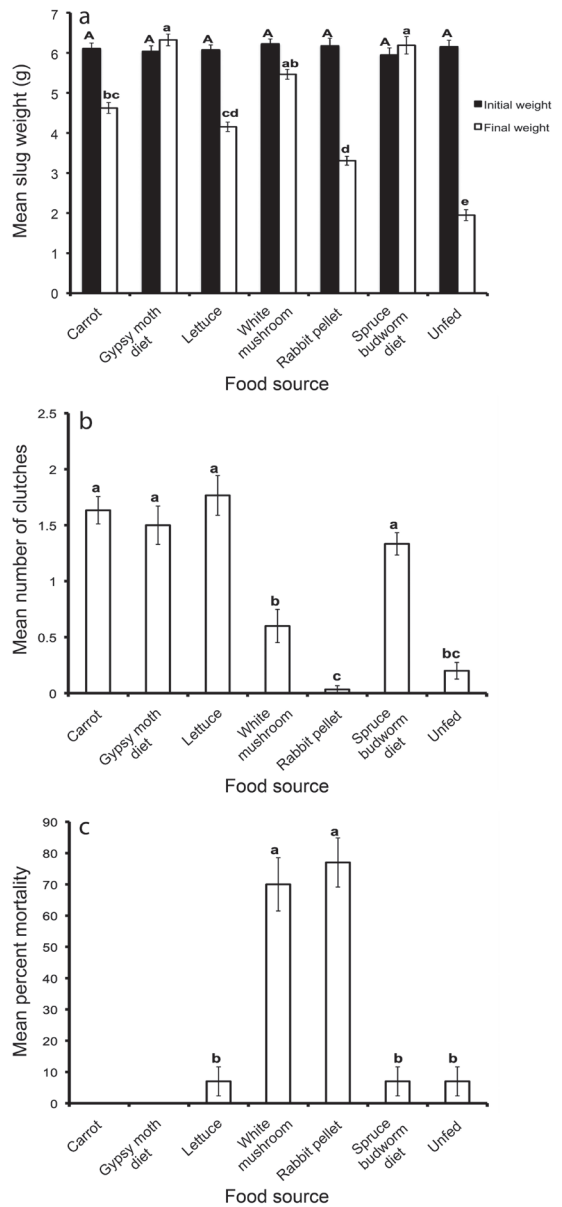 a
Mean slug weight (g)
7
6
5
4
3
2
1
0
A
bc
A
a
A
cd
A
ab
A
d
A
a
A
e
Initial weight
Final weight
Carrot
Gypsy moth
diet
Lettuce
White
mushroom
Rabbit pellet
Spruce
budworm diet
Unfed
Food source
b
Mean number of clutches
2.5
2
1.5
1
0.5
0
a
a
a
b
c
a
bc
Carrot
Gypsy moth
diet
Lettuce
White
mushroom
Rabbit pellet
Spruce
budworm diet
Unfed
Food source
c
Mean percent mortality
90
80
70
60
50
40
30
20
10
0
b
a
a
b
b
Carrot
Gypsy moth
diet
Lettuce
White
mushroom
Rabbit pellet
Spruce
budworm diet
Unfed
Food source